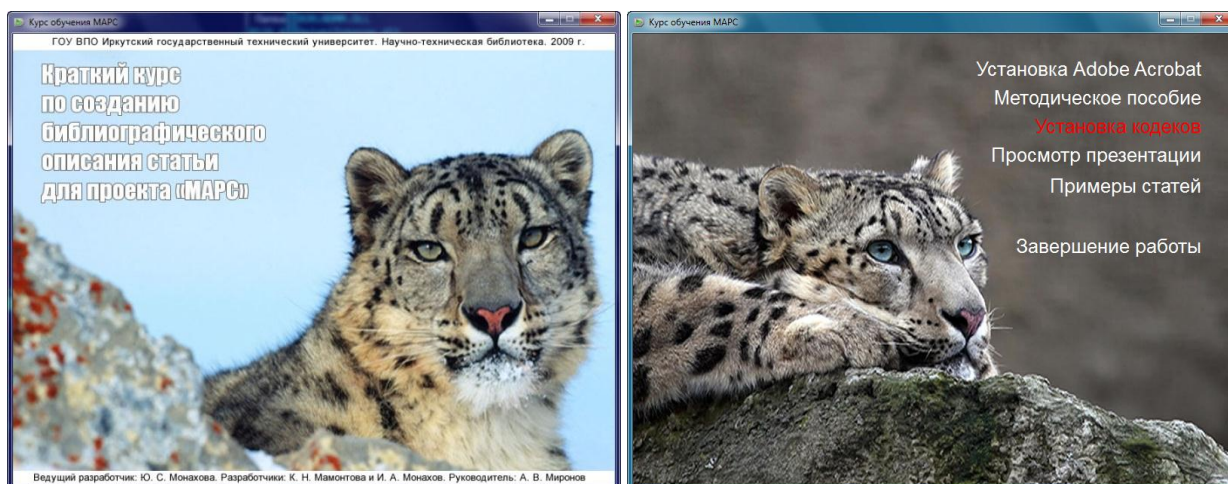 Курс обучения МАРС
ГОУ ВПО Иркутский государственный технический университет. Научно-техническая библиотека. 2009 г.
Краткий курс
по созданию
библиографического
описания статьи
для проекта «МАРС»
Ведущий разработчик: Ю. С. Монахова. Разработчики: К. Н. Мамонтова и И. А. Монахов. Руководитель: А. В. Миронов
Курс обучения МАРС
Установка Adobe Acrobat
Методическое пособие
Установка кодеков
Просмотр презентации
Примеры статей
Завершение работы